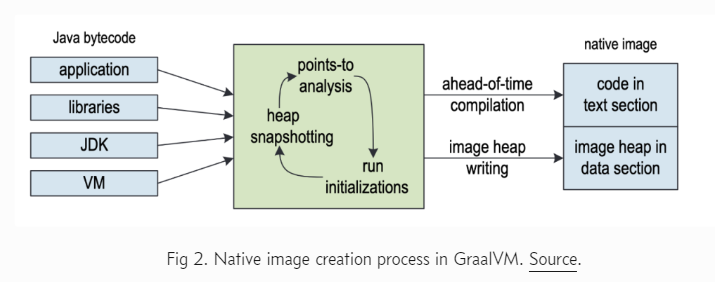 Java bytecode
application
libraries
JDK
VM
points-to
analysis
heap
snapshotting
run
initializations
ahead-of-time
compilation
image heap
writing
native image
code in
text section
image heap in
data section
Fig 2. Native image creation process in GraalVM. Source.